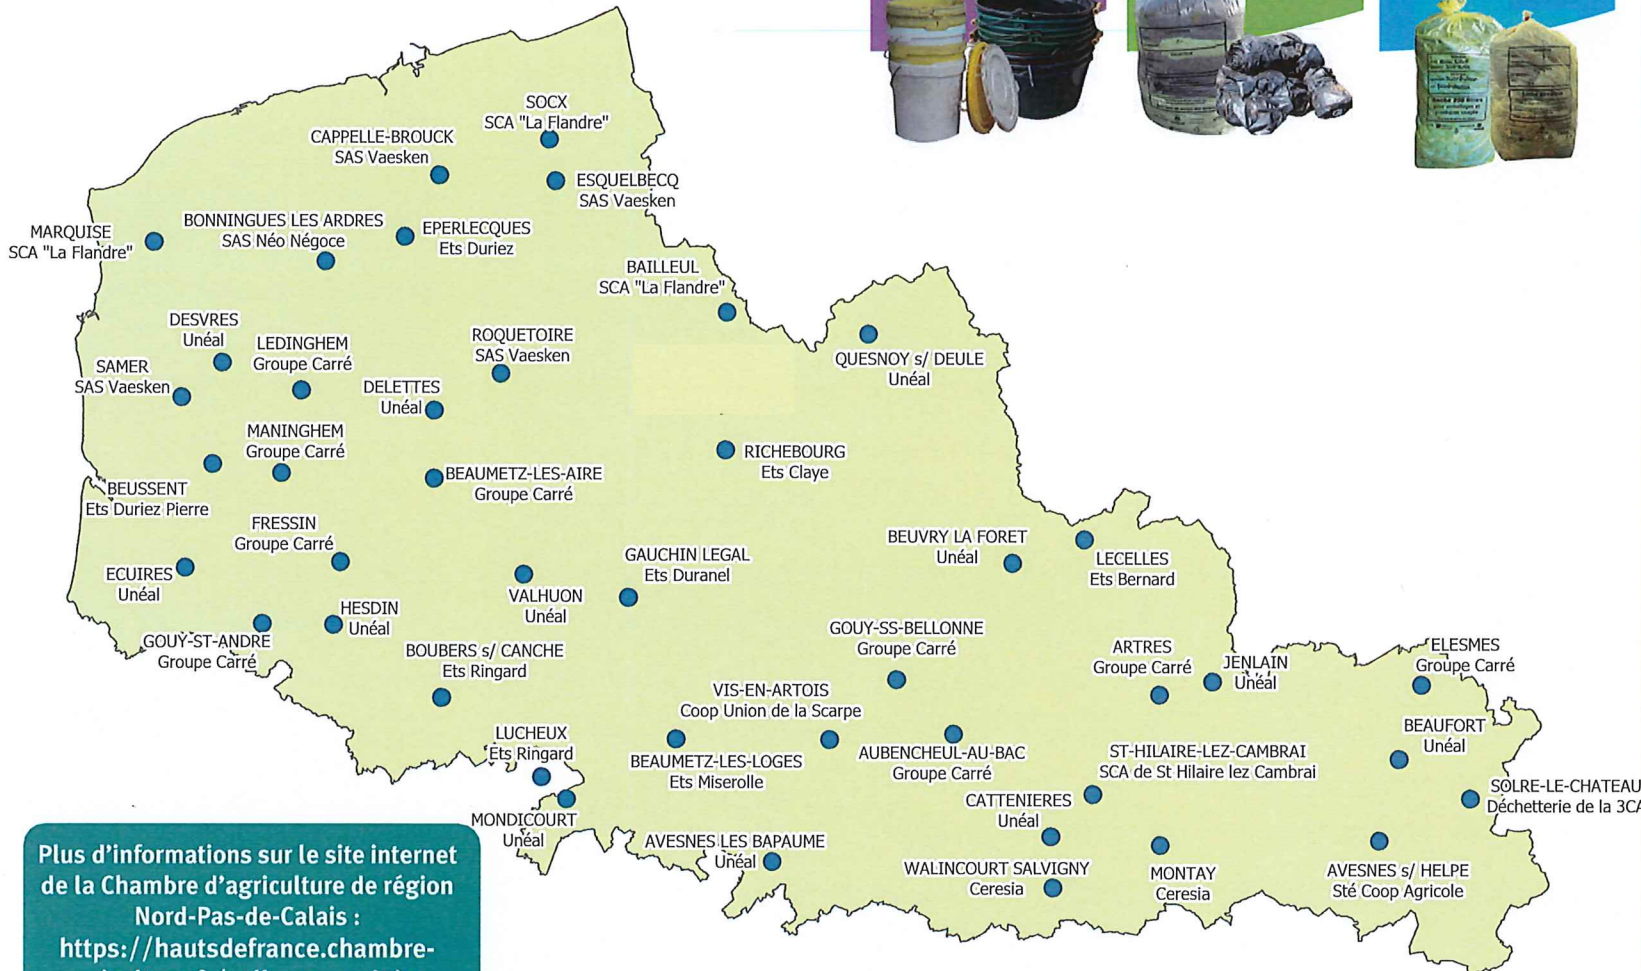 SOCX
SCA "La Flandre"
CAPPELLE-BROUCK
SAS Vaesken
ESQUELBECQ
SAS Vaesken
MARQUISE
SCA "La Flandre"
BONNINGUES LES ARDRES
SAS Néo Négoce
EPERLECQUES
Ets Duriez
BAILLEUL
SCA "La Flandre"
DESVRES
Unéal
LEDINGHEM
Groupe Carré
ROQUETOIRE
SAS Vaesken
QUESNOY s/ DEULE
Unéal
SAMER
SAS Vaesken
DELETTES
Unéal
MANINGHEM
Groupe Carré
RICHEBOURG
Ets Claye
BEUSSENT
Ets Duriez Pierre
BEAUMETZ-LES-AIRE
Groupe Carré
FRESSIN
Groupe Carré
BEUVRY LA FORET
Unéal
LECELLES
Ets Bernard
GAUCHIN LEGAL
Ets Duranel
ECUIRES
Unéal
VALHUON
Unéal
HESDIN
Unéal
GOUY-ST-ANDRE
Groupe Carré
BOUBERS s/ CANCHE
Ets Ringard
GOUY-SS-BELLONNE
Groupe Carré
ARTRES
Groupe Carré
JENLAIN
Unéal
ELESMES
Groupe Carré
VIS-EN-ARTOIS
Coop Union de la Scarpe
LUCHEUX
Ets Ringard
BEAUMETZ-LES-LOGES
Ets Miserolle
AUBENCHEUL-AU-BAC
Groupe Carré
ST-HILAIRE-LEZ-CAMBRAI
SCA de St Hilaire lez Cambrai
BEAUFORT
Unéal
SOLRE-LE-CHATEAU
Déchetterie de la 3CA
MONDICOURT
Unéal
CATTENIERES
Unéal
AVESNES LES BAPAUME
Unéal
WALINCOURT SALVIGNY
Ceresia
MONTAY
Ceresia
AVESNES s/ HELPE
Sté Coop Agricole
Plus d'informations sur le site internet
de la Chambre d'agriculture de région
Nord-Pas-de-Calais :
https://hautsdefrance.chambre-